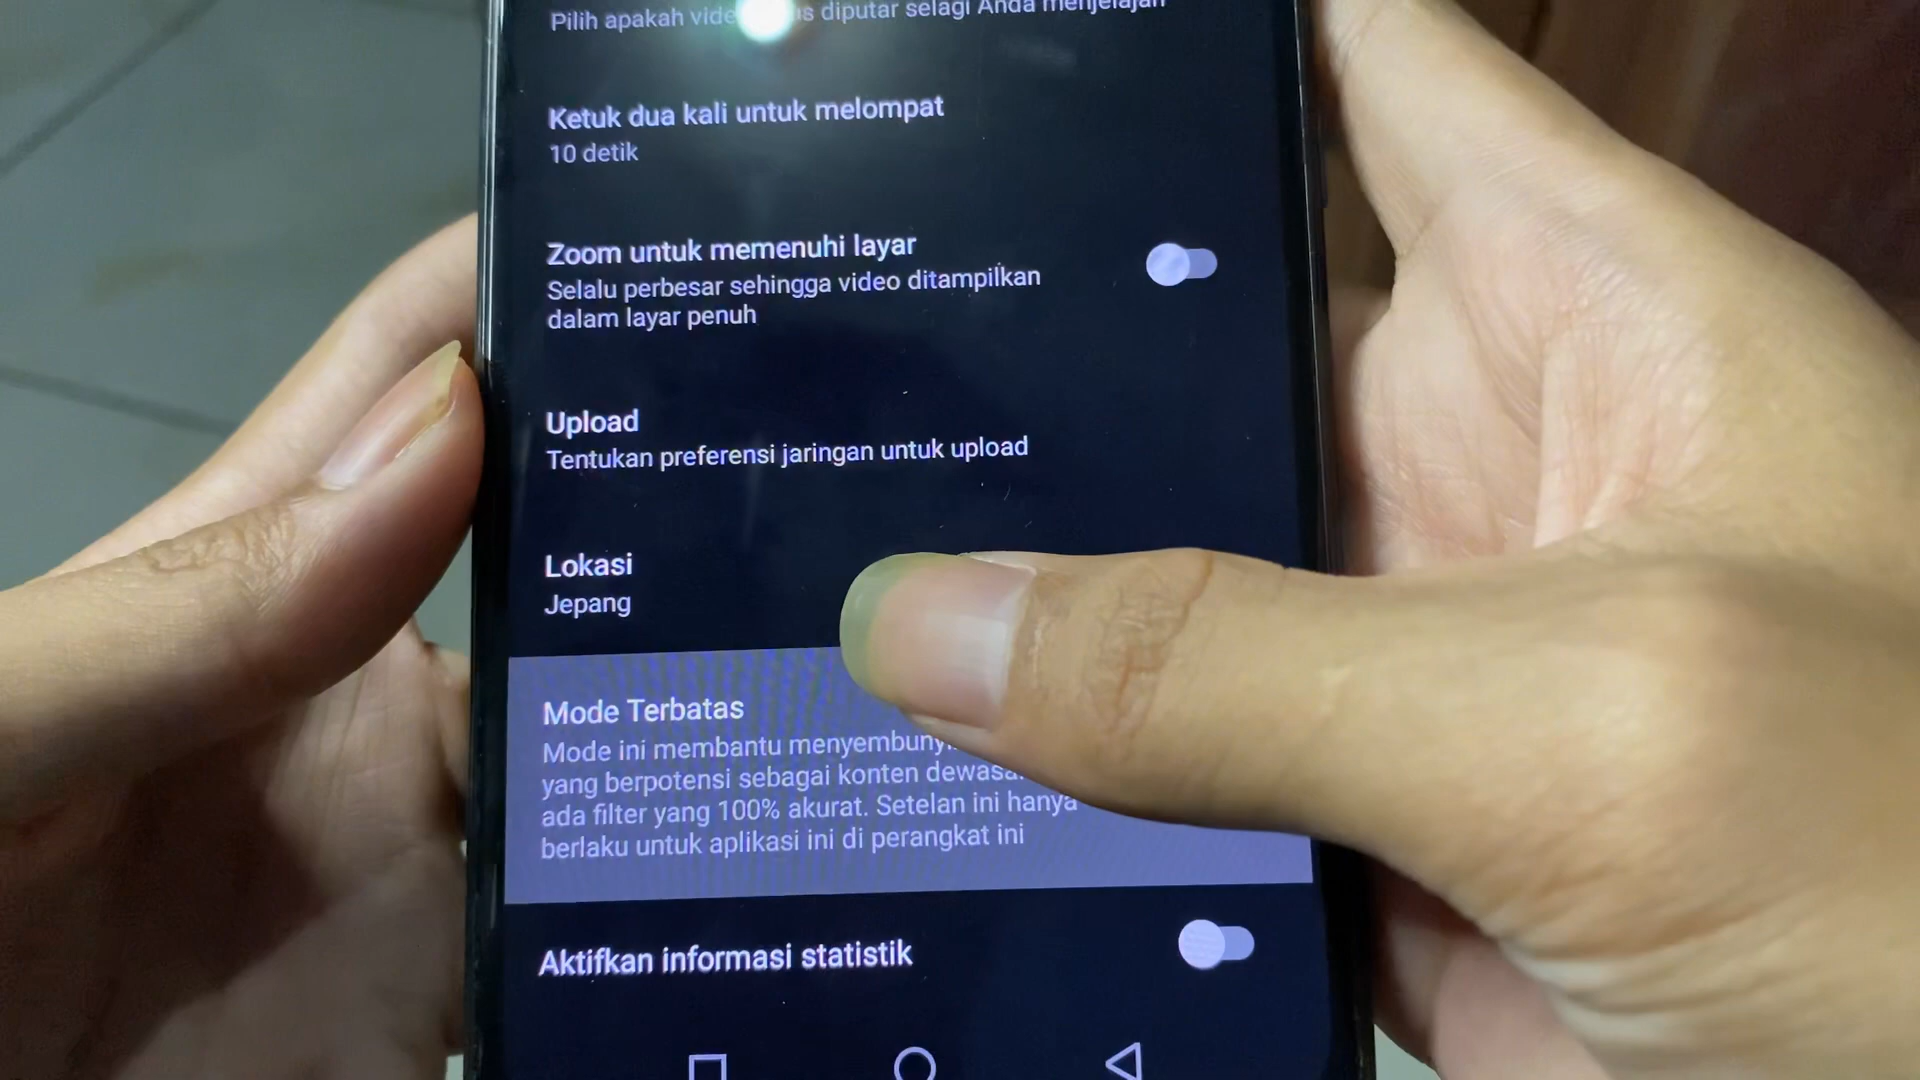 Pilih apakah diputar selagi Anda menjelajah
Ketuk dua kali untuk melompat
10 detik
Zoom untuk memenuhi layar
Selalu perbesar sehingga video ditampilkan
dalam layar penuh
Upload
Tentukan preferensi jaringan untuk upload
Lokasi
Jepang
Mode Terbatas
Mode ini membantu
yang berpotensi sebagai konten
ada filter yang 100% akurat. Setelan ini hanya
berlaku untuk aplikasi ini di perangkat ini
Aktifkan informasi statistik